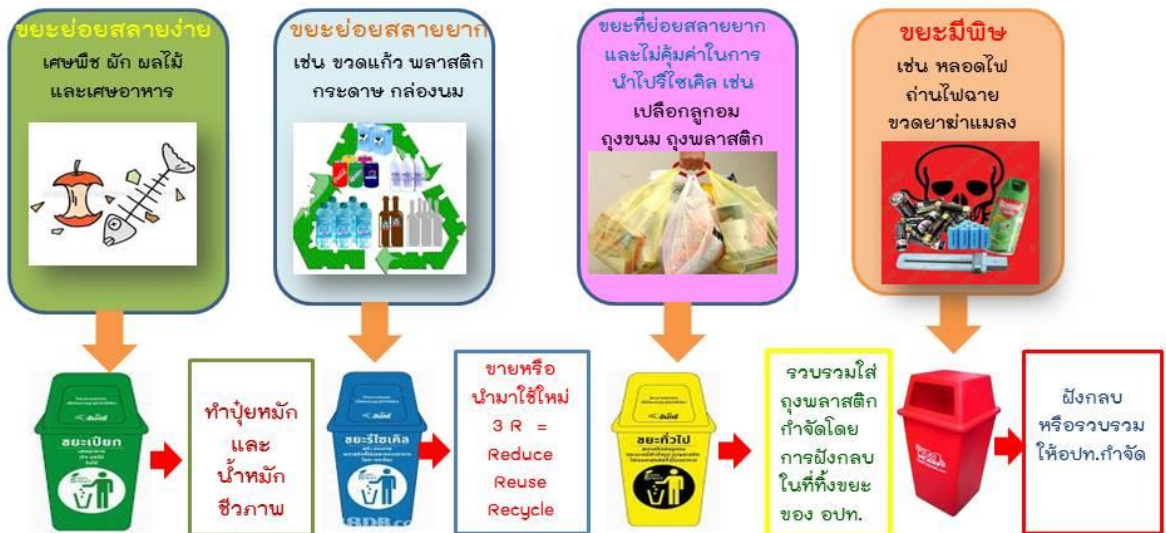 ขยะย่อยสลายง่าย
เศษพืช ผัก ผลไม้
และเศษอาหาร
ขยะย่อยสลายยาก
เช่น ขวดแก้ว พลาสติก
กระดาษ กล่องนม
ขยะที่ย่อยสลายยาก
และไม่คุ้มค่าในการ
นำไปรีไซเคิล เช่น
เปลือกลูกอม
ถุงขนม ถุงพลาสติก
ขยะมีพิษ
เช่น หลอดไฟ
ถ่านไฟฉาย
ขวดยาฆ่าแมลง
ขยะเปียก
ทำปุ๋ยหมัก
และ
น้ำหมัก
ชีวภาพ
ขยะรีไซเคิล
ขายหรือ
นำมาใช้ใหม่
3 R =
Reduce
Reuse
Recycle
ขยะทั่วไป
รวบรวมใส่
ถุงพลาสติก
กำจัดโดย
การฝังกลบ
ในที่ทิ้งขยะ
ของ อปท.
ฝังกลบ
หรือรวบรวม
ให้อปท.กำจัด